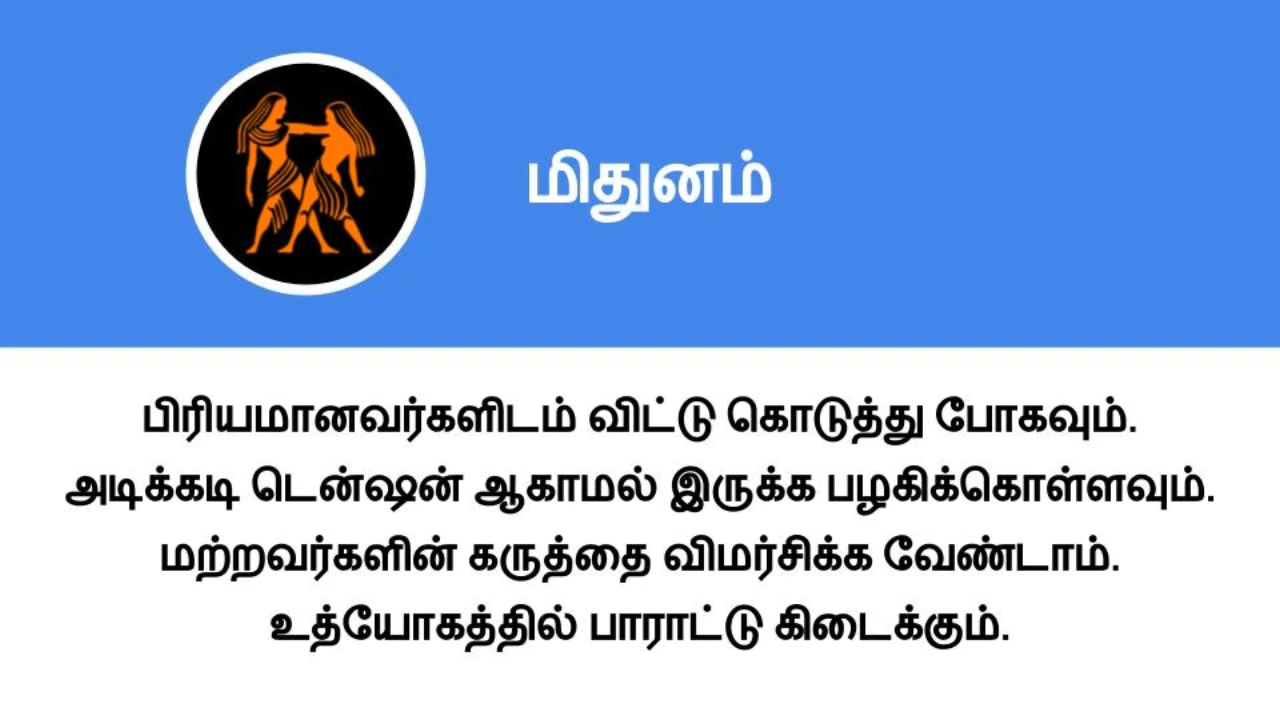 மிதுனம்
பிரியமானவர்களிடம் விட்டு கொடுத்து போகவும்.
அடிக்கடி டென்ஷன் ஆகாமல் இருக்க பழகிக்கொள்ளவும்.
மற்றவர்களின் கருத்தை விமர்சிக்க வேண்டாம்.
உத்யோகத்தில் பாராட்டு கிடைக்கும்.